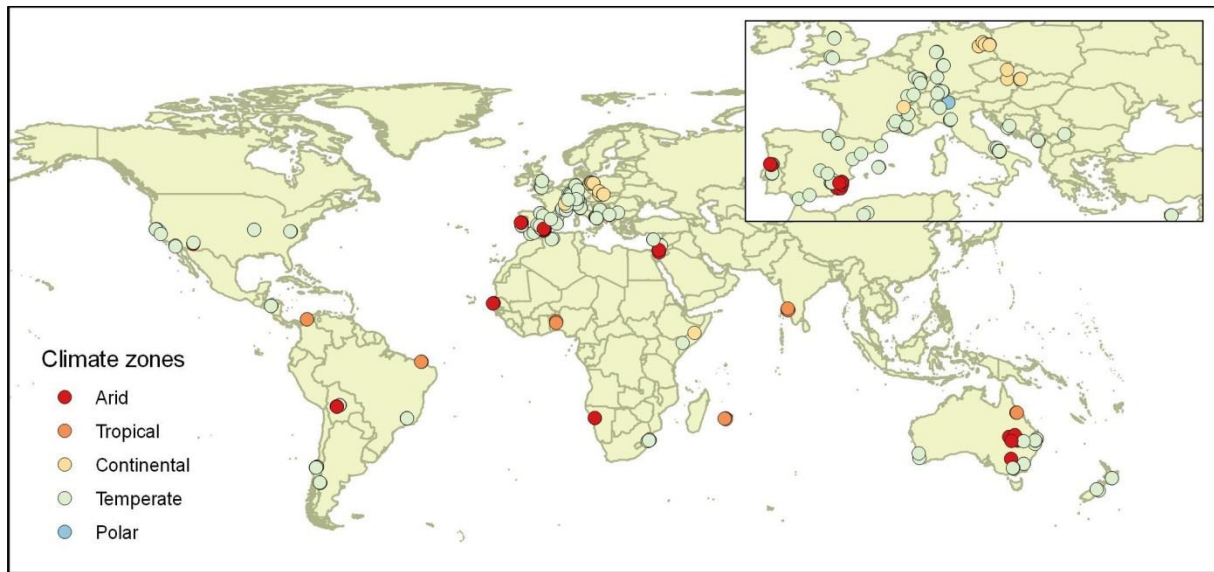 Climate zones
Arid
Tropical
Continental
Temperate
Polar